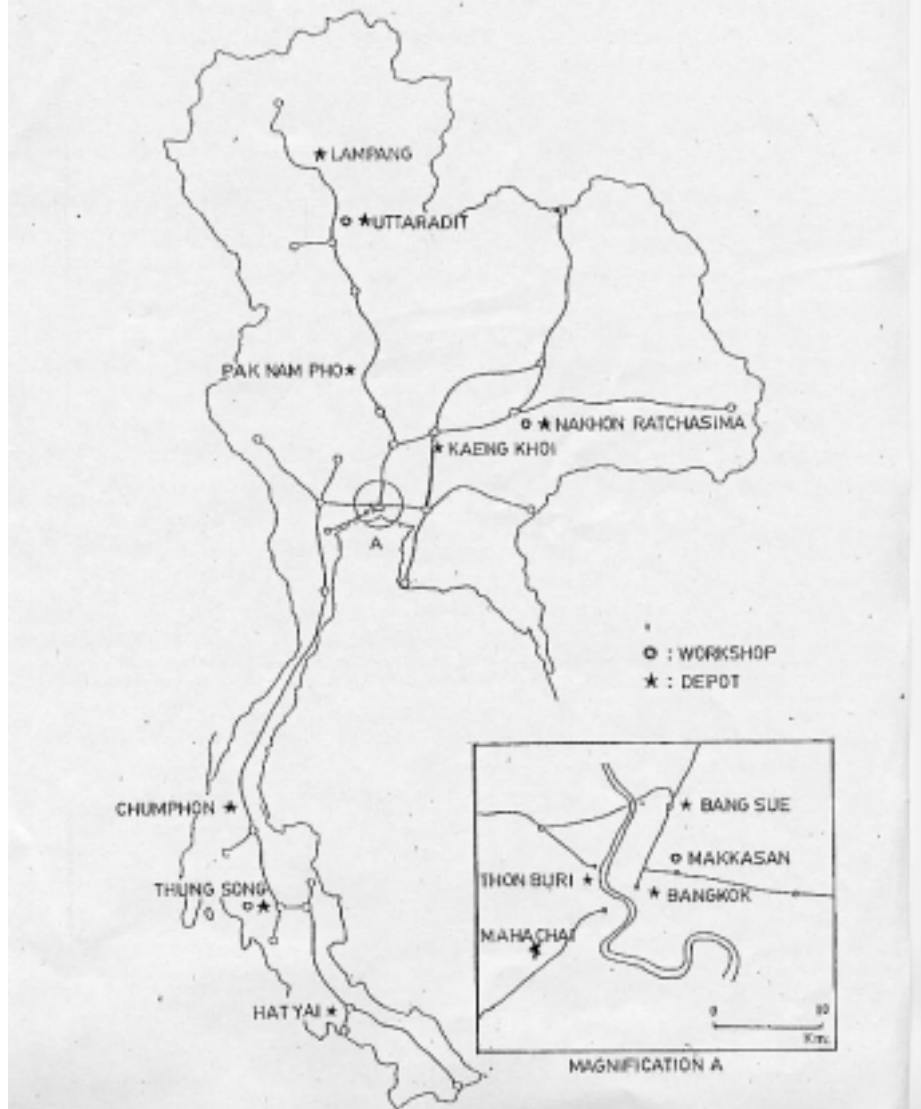 LAMPANG
UTTARADIT
PAK NAM PHO
NAKHON RATCHASIMA
KAENG KHOI
A
: WORKSHOP
: DEPOT
CHUMPHON
THUNG SONG
HAT YAI
BANG SUE
MAKKASAN
THON BURI
BANGKOK
MAHACHAI
0 10
Km.
MAGNIFICATION A